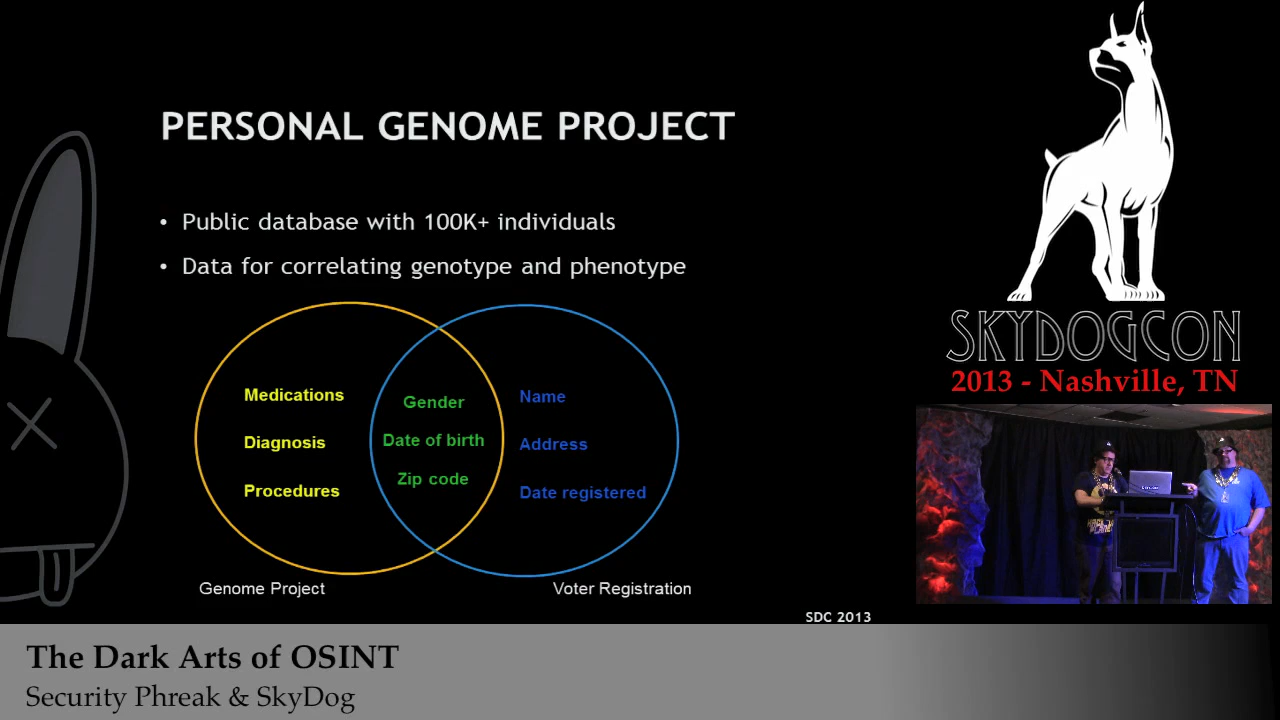 PERSONAL GENOME PROJECT
• Public database with 100K+ individuals
• Data for correlating genotype and phenotype
Medications
Diagnosis
Procedures
Gender
Date of birth
Zip code
Name
Address
Date registered
Genome Project
Voter Registration
SDC 2013
SKYDOGCON
2013 - Nashville, TN
The Dark Arts of OSINT
Security Phreak & SkyDog